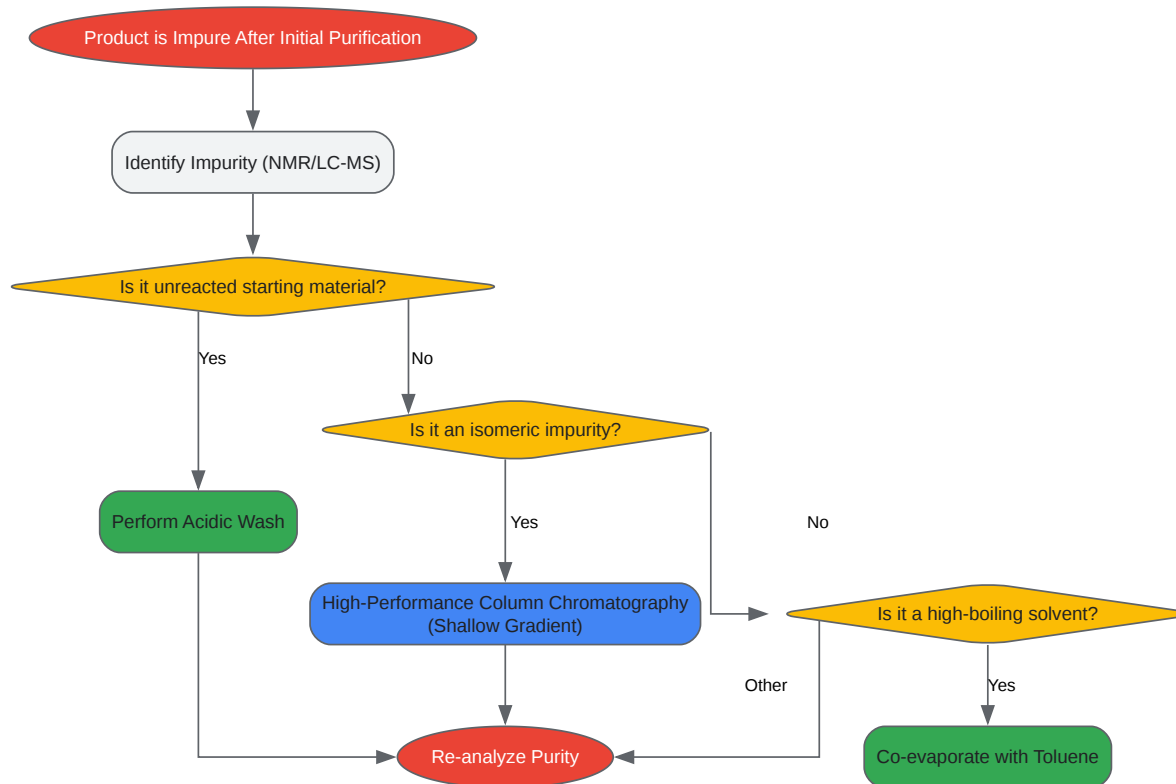 Product is Impure After Initial Purification
Identify Impurity (NMR/LC-MS)
Is it unreacted starting material?
Yes
No
Is it an isomeric impurity?
Perform Acidic Wash
Yes
No
High-Performance Column Chromatography
(Shallow Gradient)
Is it a high-boiling solvent?
Other
Yes
Re-analyze Purity
Co-evaporate with Toluene